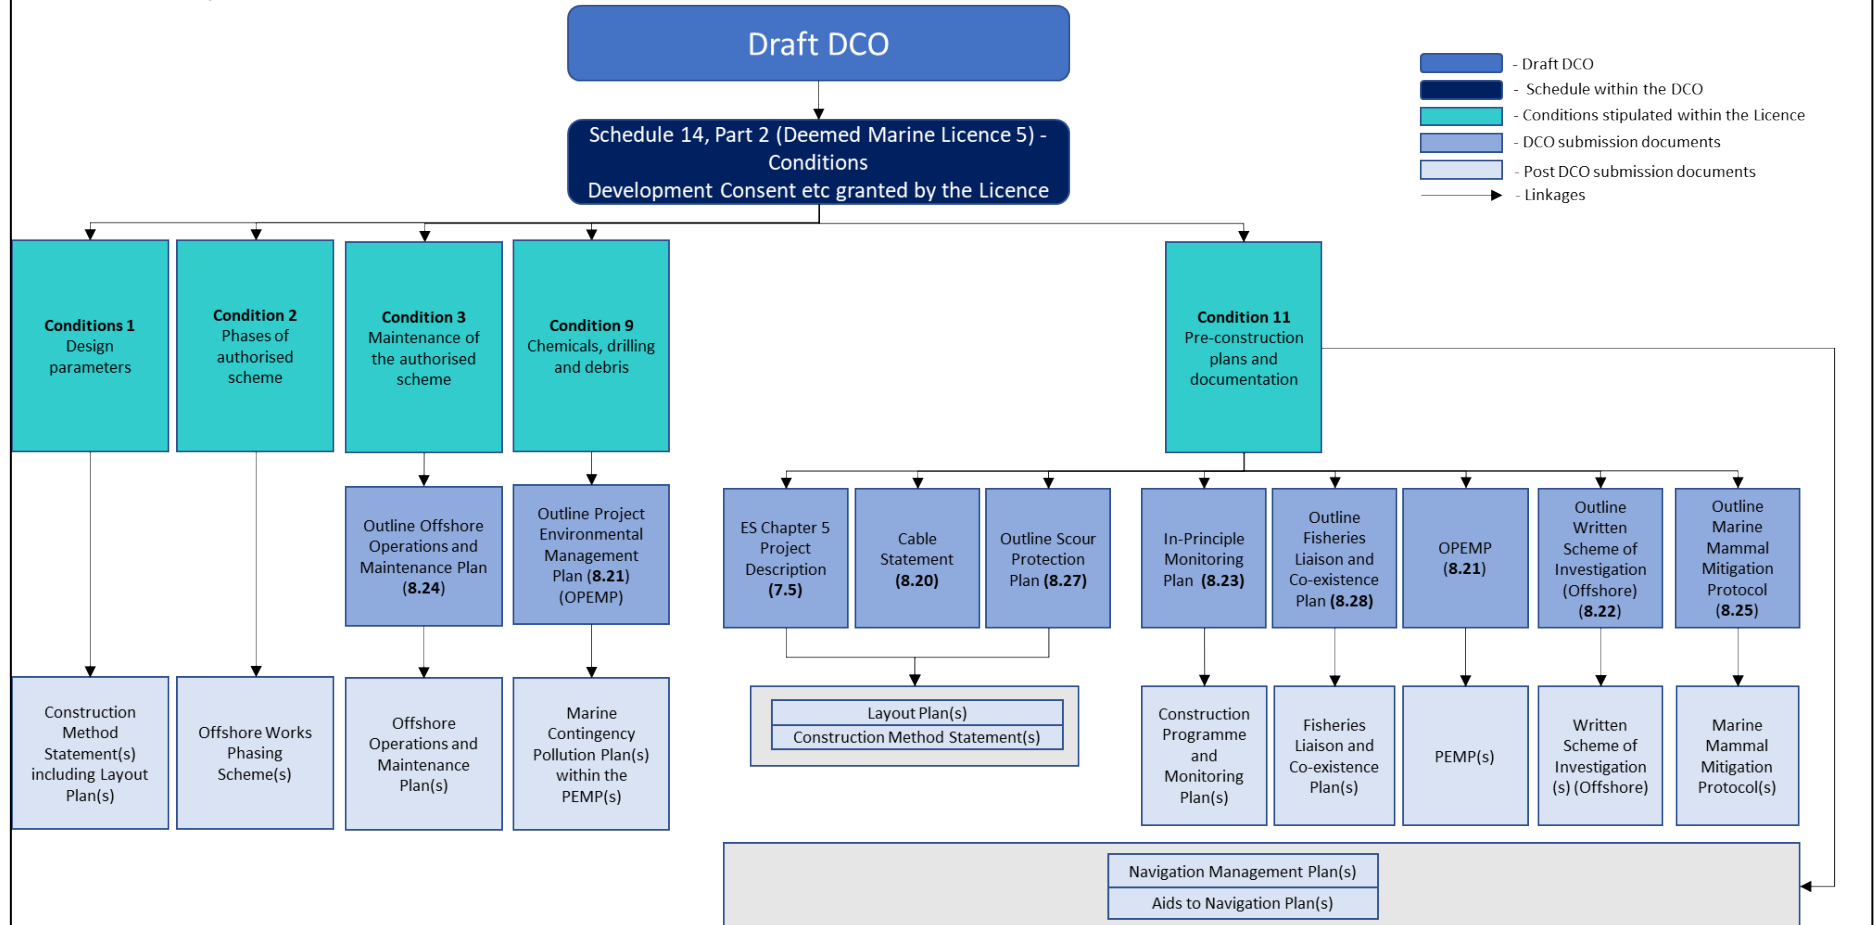 Draft DCO
- Draft DCO
- Schedule within the DCO
- Conditions stipulated within the Licence
- DCO submission documents
- Post DCO submission documents
- Linkages
Schedule 14, Part 2 (Deemed Marine Licence 5) -
Conditions
Development Consent etc granted by the Licence
Conditions 1
Design
parameters
Condition 2
Phases of
authorised
scheme
Condition 3
Maintenance of
the authorised
scheme
Condition 9
Chemicals, drilling
and debris
Condition 11
Pre-construction
plans and
documentation
Outline Offshore
Operations and
Maintenance Plan
(8.24)
Outline Project
Environmental
Management
Plan (8.21)
(OPEMP)
ES Chapter 5
Project
Description
(7.5)
Cable
Statement
(8.20)
Outline Scour
Protection
Plan (8.27)
In-Principle
Monitoring
Plan (8.23)
Outline
Fisheries
Liaison and
Co-existence
Plan (8.28)
OPEMP
(8.21)
Outline
Written
Scheme of
Investigation
(Offshore)
(8.22)
Outline
Marine
Mammal
Mitigation
Protocol
(8.25)
Construction
Method
Statement(s)
including Layout
Plan(s)
Offshore Works
Phasing
Scheme(s)
Offshore
Operations and
Maintenance
Plan(s)
Marine
Contingency
Pollution Plan(s)
within the
PEMP(s)
Layout Plan(s)
Construction Method Statement(s)
Construction
Programme
and
Monitoring
Plan(s)
Fisheries
Liaison and
Co-existence
Plan(s)
PEMP(s)
Written
Scheme of
Investigation
(s) (Offshore)
Marine
Mammal
Mitigation
Protocol(s)
Navigation Management Plan(s)
Aids to Navigation Plan(s)